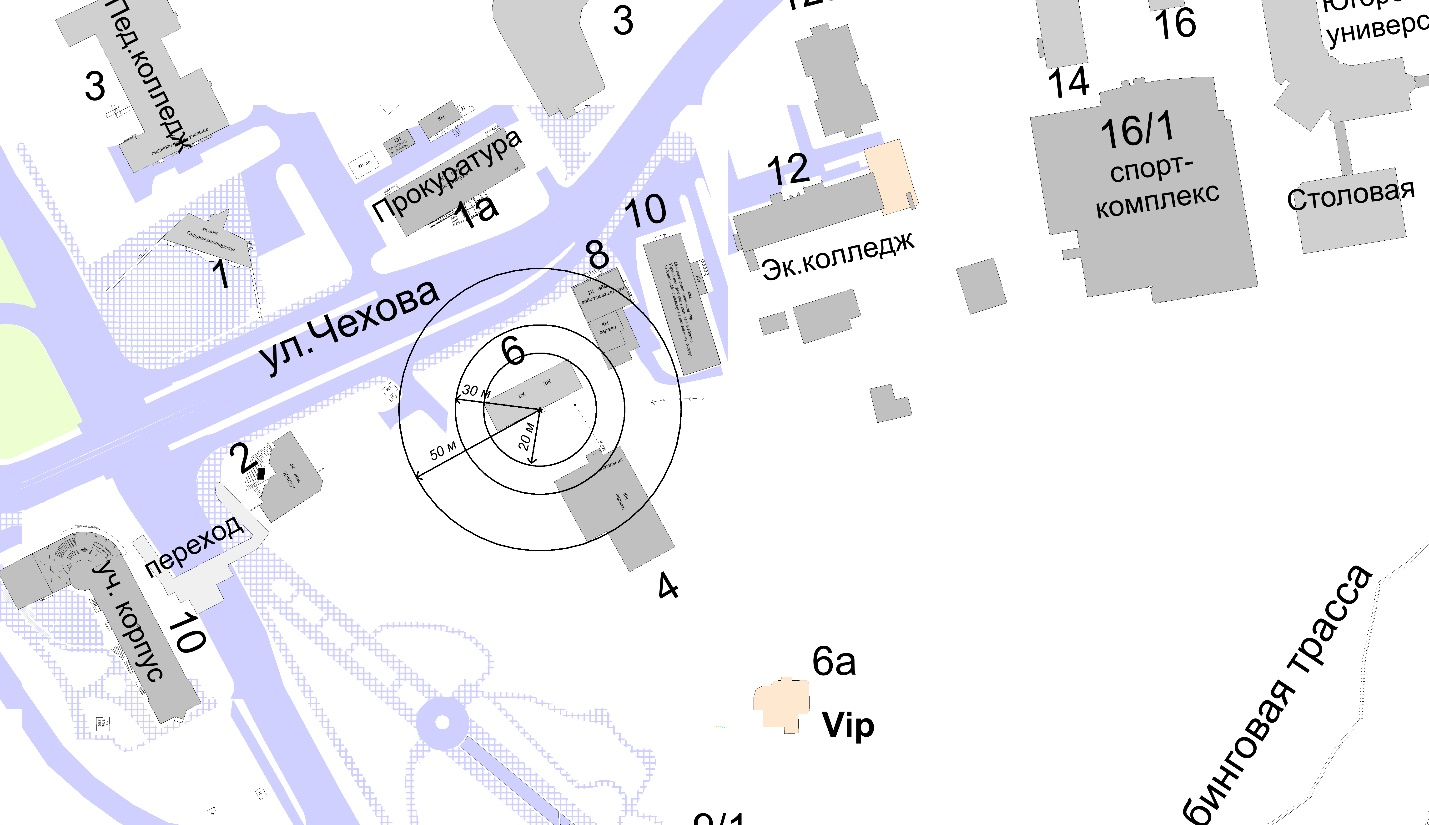 3
16
Пед.колледж
3
14
16/1
спорт-
комплекс
Прокуратура
1а
12
10
Столовая
8
Эк.колледж
1
ул.Чехова
6
30 м
50 м
20 м
2
переход
уч. корпус
10
4
6а
Vip
бинговая трасса